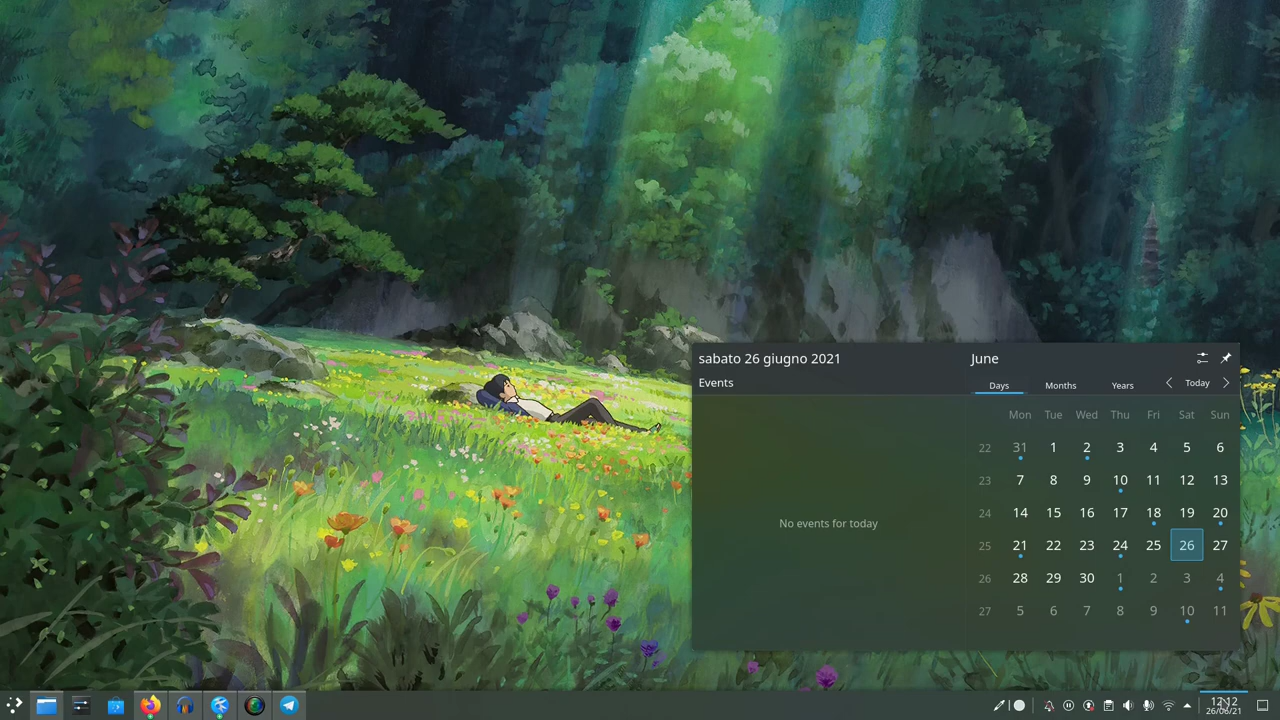 sabato 26 giugno 2021
June
Events
Days Months Years Today
Mon Tue Wed Thu Fri Sat Sun
22 31 1 2 3 4 5 6
23 7 8 9 10 11 12 13
24 14 15 16 17 18 19 20
25 21 22 23 24 25 26 27
26 28 29 30 1 2 3 4
27 5 6 7 8 9 10 11
No events for today
12:12
26/06/21